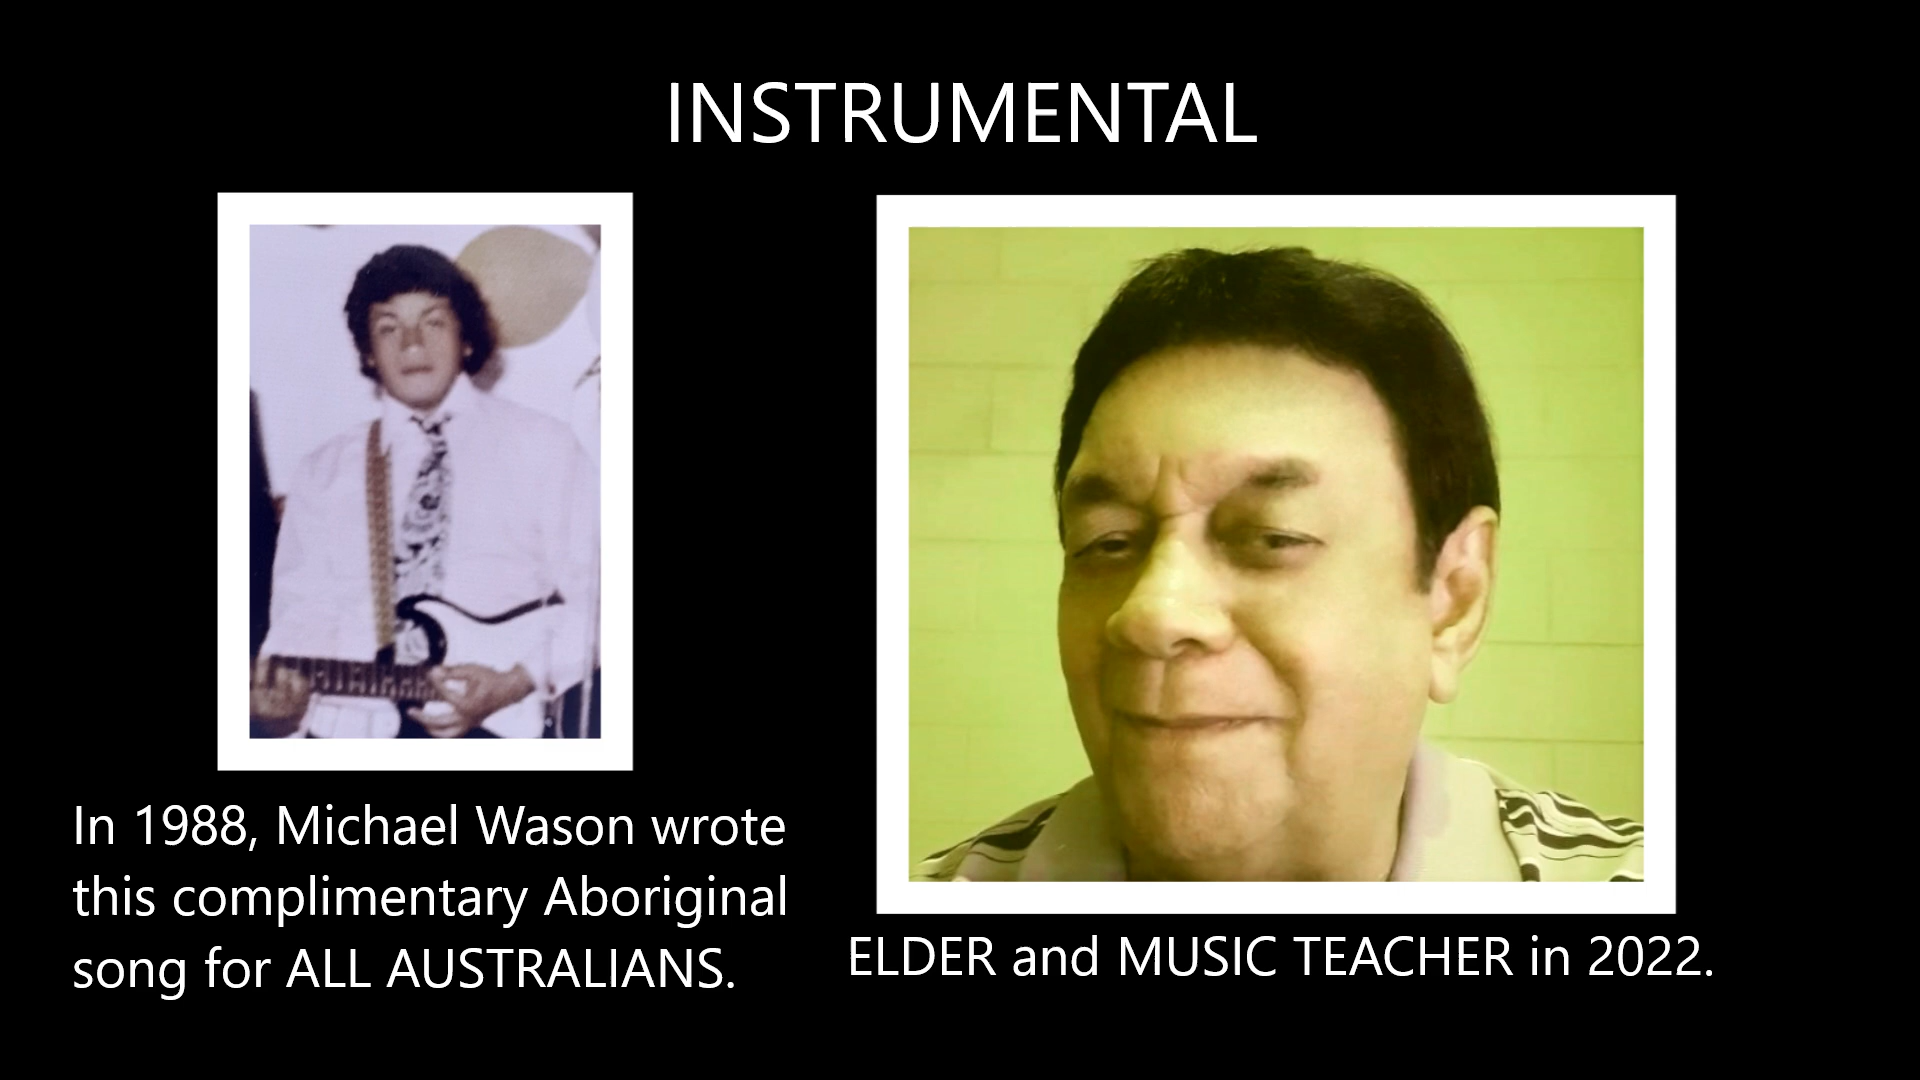 INSTRUMENTAL
In 1988, Michael Wason wrote
this complimentary Aboriginal
song for ALL AUSTRALIANS.
ELDER and MUSIC TEACHER in 2022.